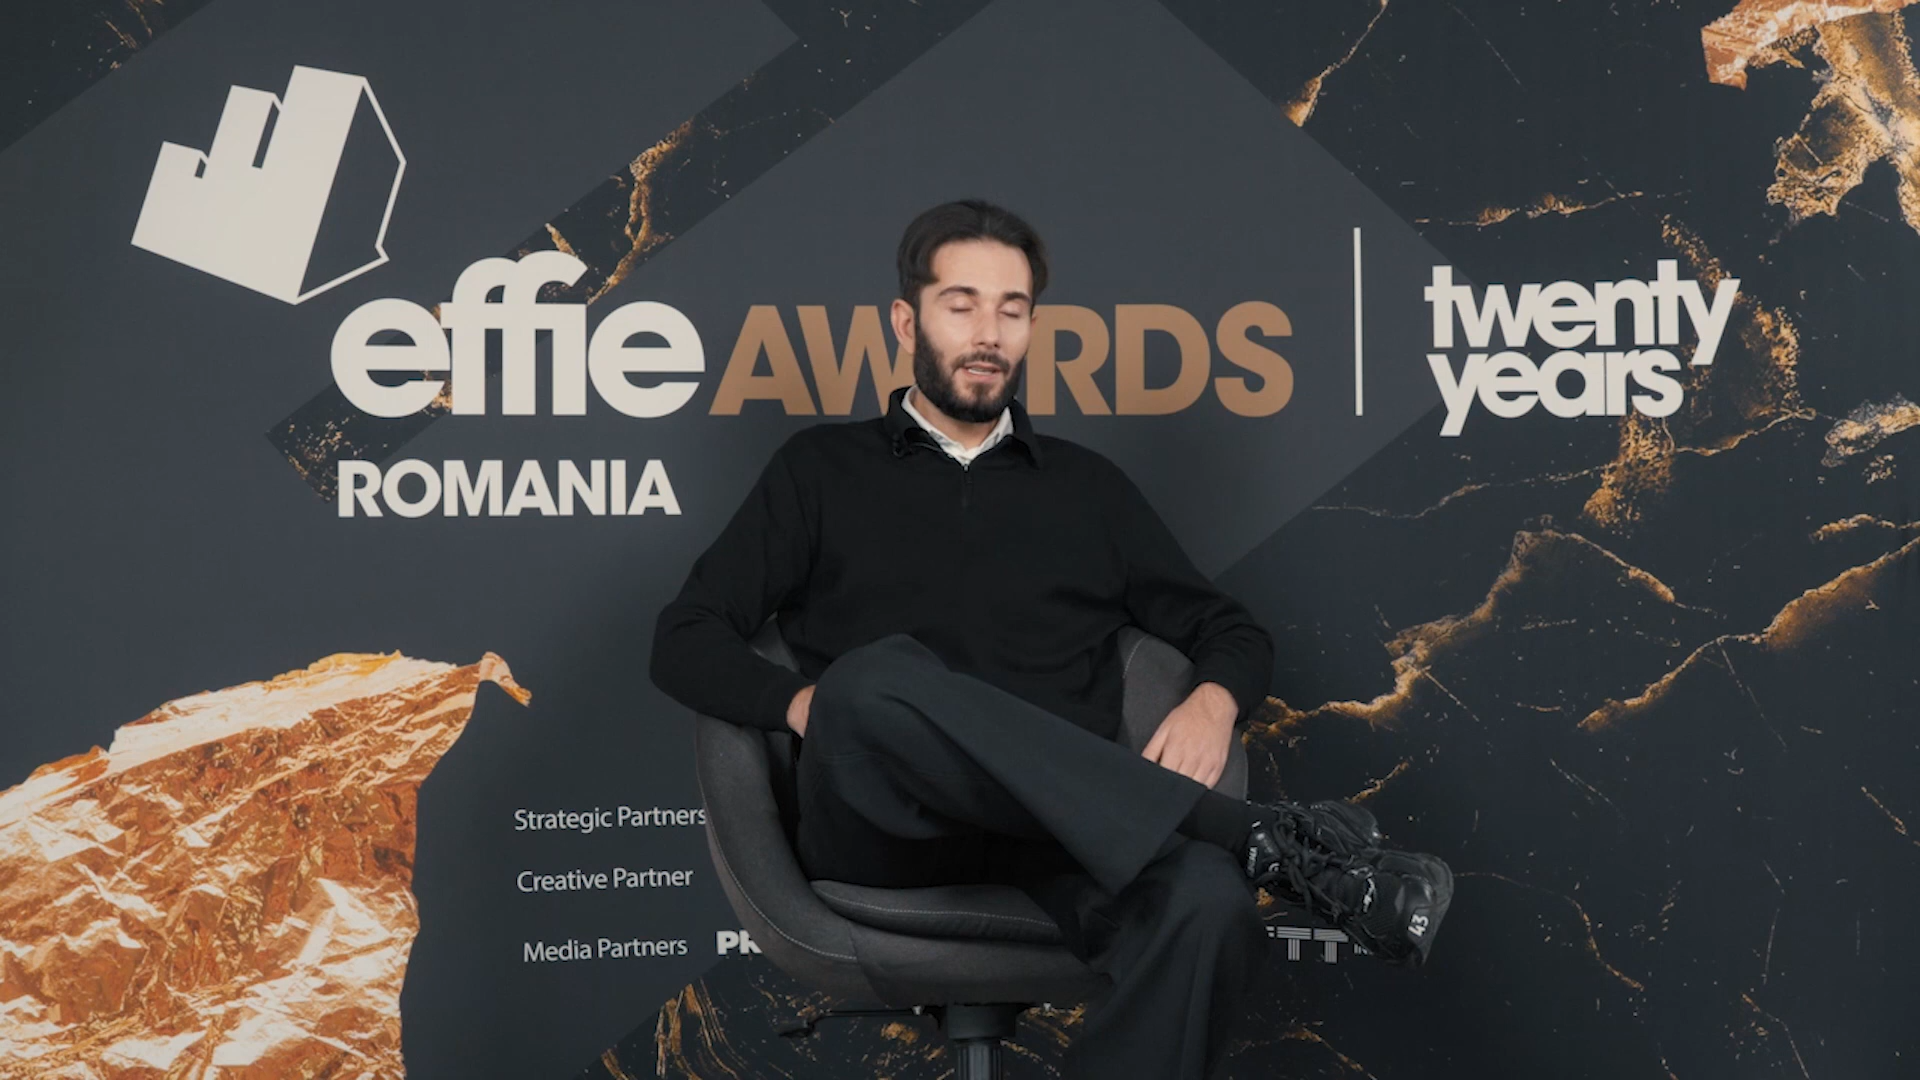 effie AWARDS
twenty
years
ROMANIA
Strategic Partners
Creative Partner
Media Partners
43